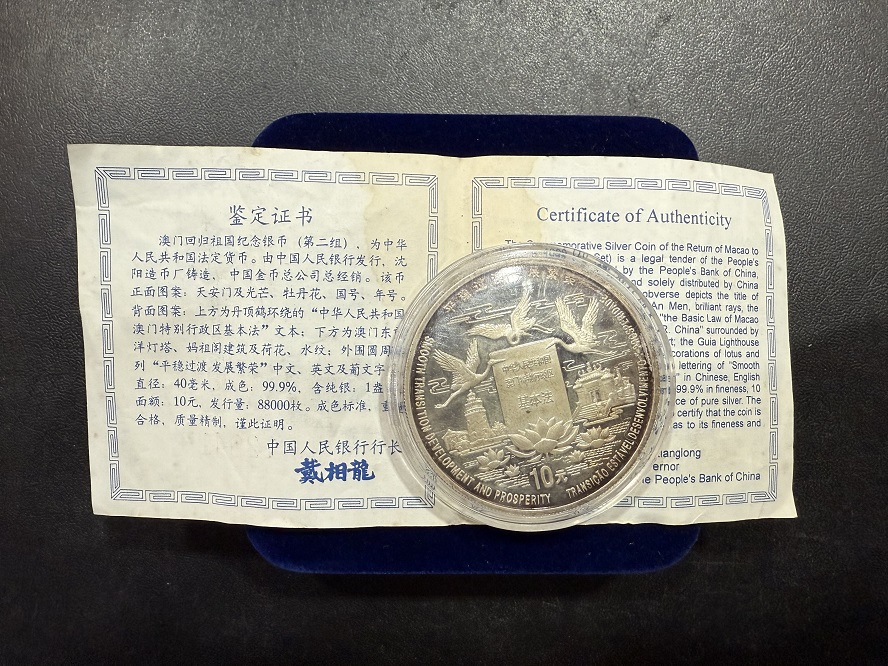 鉴定证书
澳门回归祖国纪念银币（第二组），为中华
人民共和国法定货币。由中国人民银行发行，沈
阳造币厂铸造，中国金币总公司总经销。该币
正面图案：天安门及光芒、牡丹花、国号、年号。
背面图案：上方为丹顶鹤环绕的“中华人民共和国
澳门特别行政区基本法”文本；下方为澳门东
洋灯塔、妈祖阁建筑及荷花、水纹；外围圆周
列“平稳过渡 发展繁荣”中文、英文及葡文字
直径：40毫米，成色：99.9%，含纯银：1盎
面额：10元，发行量：88000枚。成色标准，重
合格，质量精制，谨此证明。
中国人民银行行长
戴相龍
Certificate of Authenticity
The Commemorative Silver Coin of the Return of Macao to
Set) is a legal tender of the People's
by the People's Bank of China,
and solely distributed by China
obverse depicts the title of
An Men, brilliant rays, the
"the Basic Law of Macao
R. China" surrounded by
the Guia Lighthouse
corations of lotus and
lettering of "Smooth
in Chinese, English
99.9% in fineness, 10
ce of pure silver. The
certify that the coin is
as to its fineness and
Xianglong
ernor
e People's Bank of China
SMOOTH TRANSITION DEVELOPMENT AND PROSPERITY
TRANSIÇÃO ESTÁVEL DESENVOLVIMENTO
10元